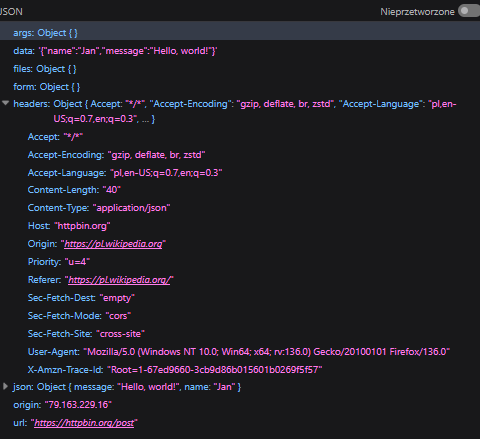 JSON
Nieprzetworzone
args: Object { }
data: '{"name":"Jan","message":"Hello, world!"}'
files: Object { }
form: Object { }
headers: Object { Accept: "*/*", "Accept-Encoding": "gzip, deflate, br, zstd", "Accept-Language": "pl,en-
US;q=0.7,en;q=0.3", … }
Accept: "*/*"
Accept-Encoding: "gzip, deflate, br, zstd"
Accept-Language: "pl,en-US;q=0.7,en;q=0.3"
Content-Length: "40"
Content-Type: "application/json"
Host: "httpbin.org"
Origin: "https://pl.wikipedia.org"
Priority: "u=4"
Referer: "https://pl.wikipedia.org/"
Sec-Fetch-Dest: "empty"
Sec-Fetch-Mode: "cors"
Sec-Fetch-Site: "cross-site"
User-Agent: "Mozilla/5.0 (Windows NT 10.0; Win64; x64; rv:136.0) Gecko/20100101 Firefox/136.0"
X-Amzn-Trace-Id: "Root=1-67ed9660-3cb9d86b015601b0269f5f57"
json: Object { message: "Hello, world!", name: "Jan" }
origin: "79.163.229.16"
url: "https://httpbin.org/post"